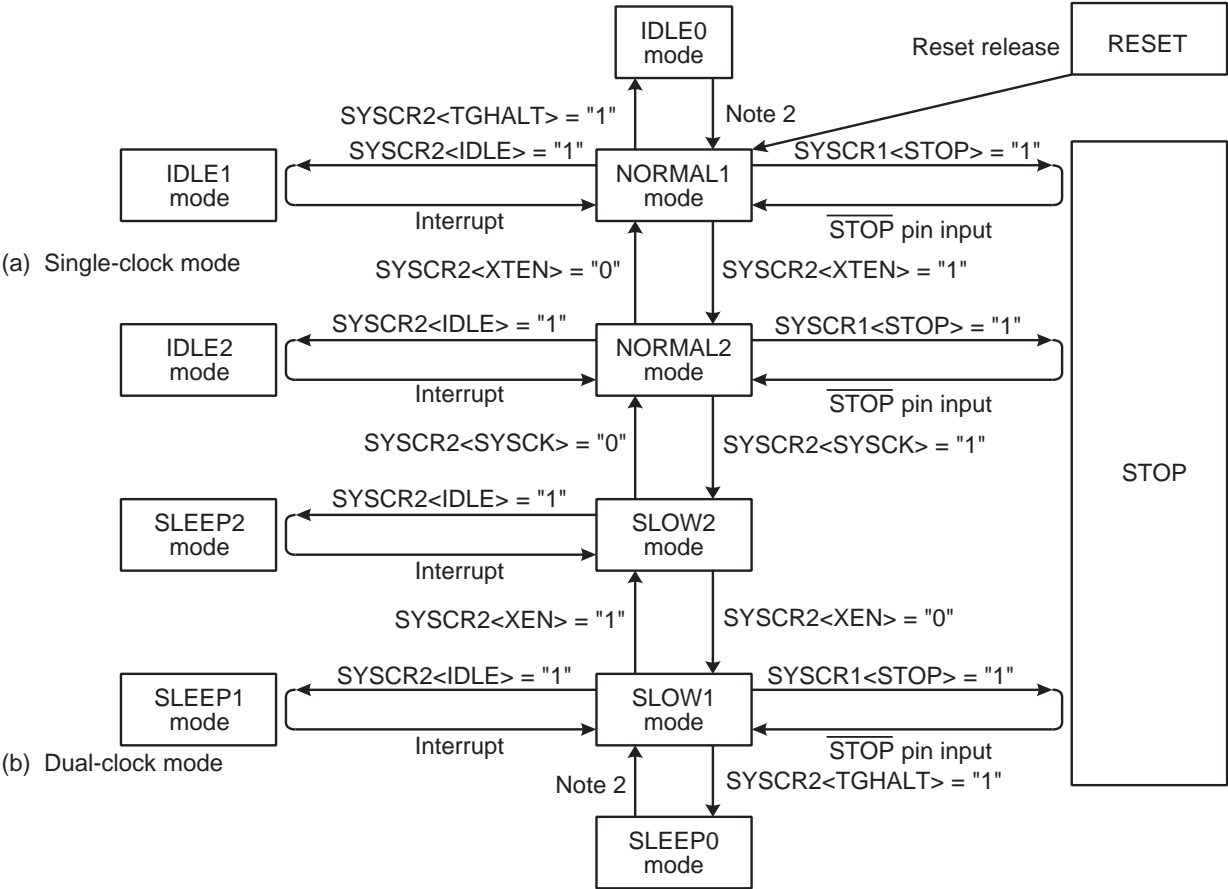 IDLE0
mode
Reset release
RESET
SYSCR2<TGHALT> = "1"
Note 2
IDLE1
mode
SYSCR2<IDLE> = "1"
Interrupt
NORMAL1
mode
SYSCR1<STOP> = "1"
STOP pin input
(a) Single-clock mode
SYSCR2<XTEN> = "0"
SYSCR2<XTEN> = "1"
IDLE2
mode
SYSCR2<IDLE> = "1"
Interrupt
NORMAL2
mode
SYSCR1<STOP> = "1"
STOP pin input
SYSCR2<SYSCK> = "0"
SYSCR2<SYSCK> = "1"
STOP
SLEEP2
mode
SYSCR2<IDLE> = "1"
Interrupt
SLOW2
mode
SYSCR2<XEN> = "1"
SYSCR2<XEN> = "0"
SLEEP1
mode
SYSCR2<IDLE> = "1"
Interrupt
SLOW1
mode
SYSCR1<STOP> = "1"
STOP pin input
(b) Dual-clock mode
Note 2
SYSCR2<TGHALT> = "1"
SLEEP0
mode